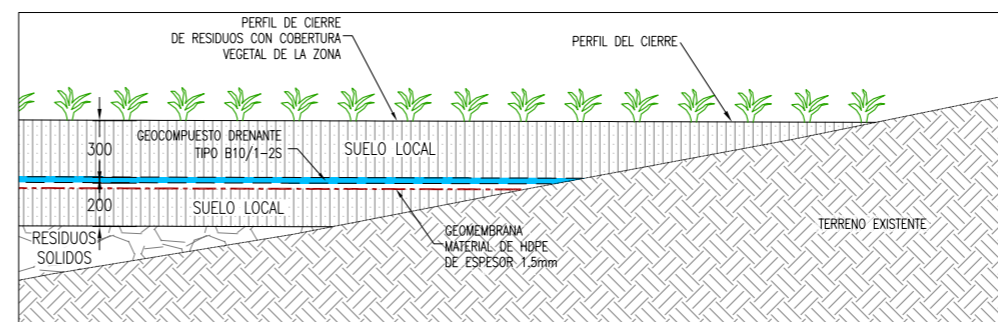 PERFIL DE CIERRE
DE RESIDUOS CON COBERTURA
VEGETAL DE LA ZONA
PERFIL DEL CIERRE
GEOCOMPUESTO DRENANTE
TIPO B10/1-2S
300
SUELO LOCAL
200
SUELO LOCAL
RESIDUOS
SOLIDOS
GEOMEMBRANA
MATERIAL DE HDPE
DE ESPESOR 1.5mm
TERRENO EXISTENTE